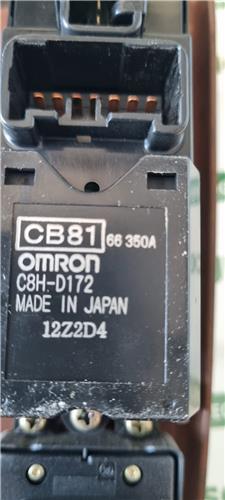 CB81 66 350A
OMRON
C8H-D172
MADE IN JAPAN
12Z2D4